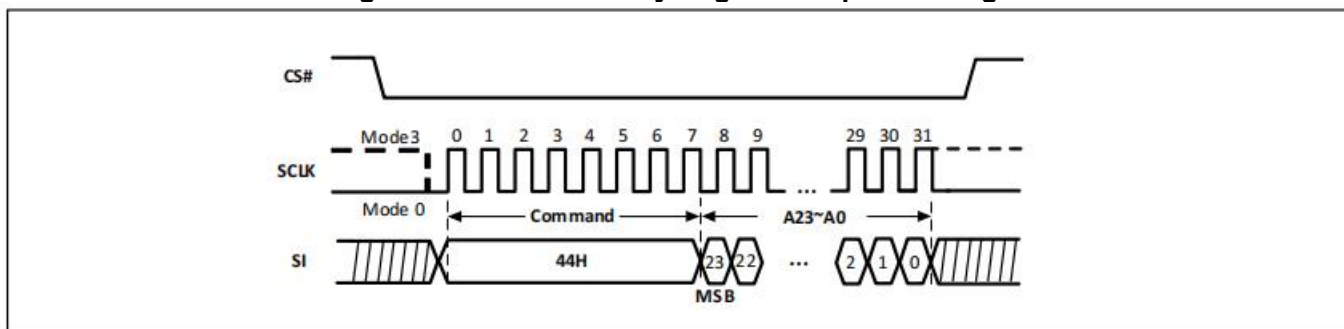 CS#
Mode3 0 1 2 3 4 5 6 7 8 9 29 30 31
SCLK
...
Mode 0 Command A23~A0
SI 44H 23 22 ... 2 1 0
MSB